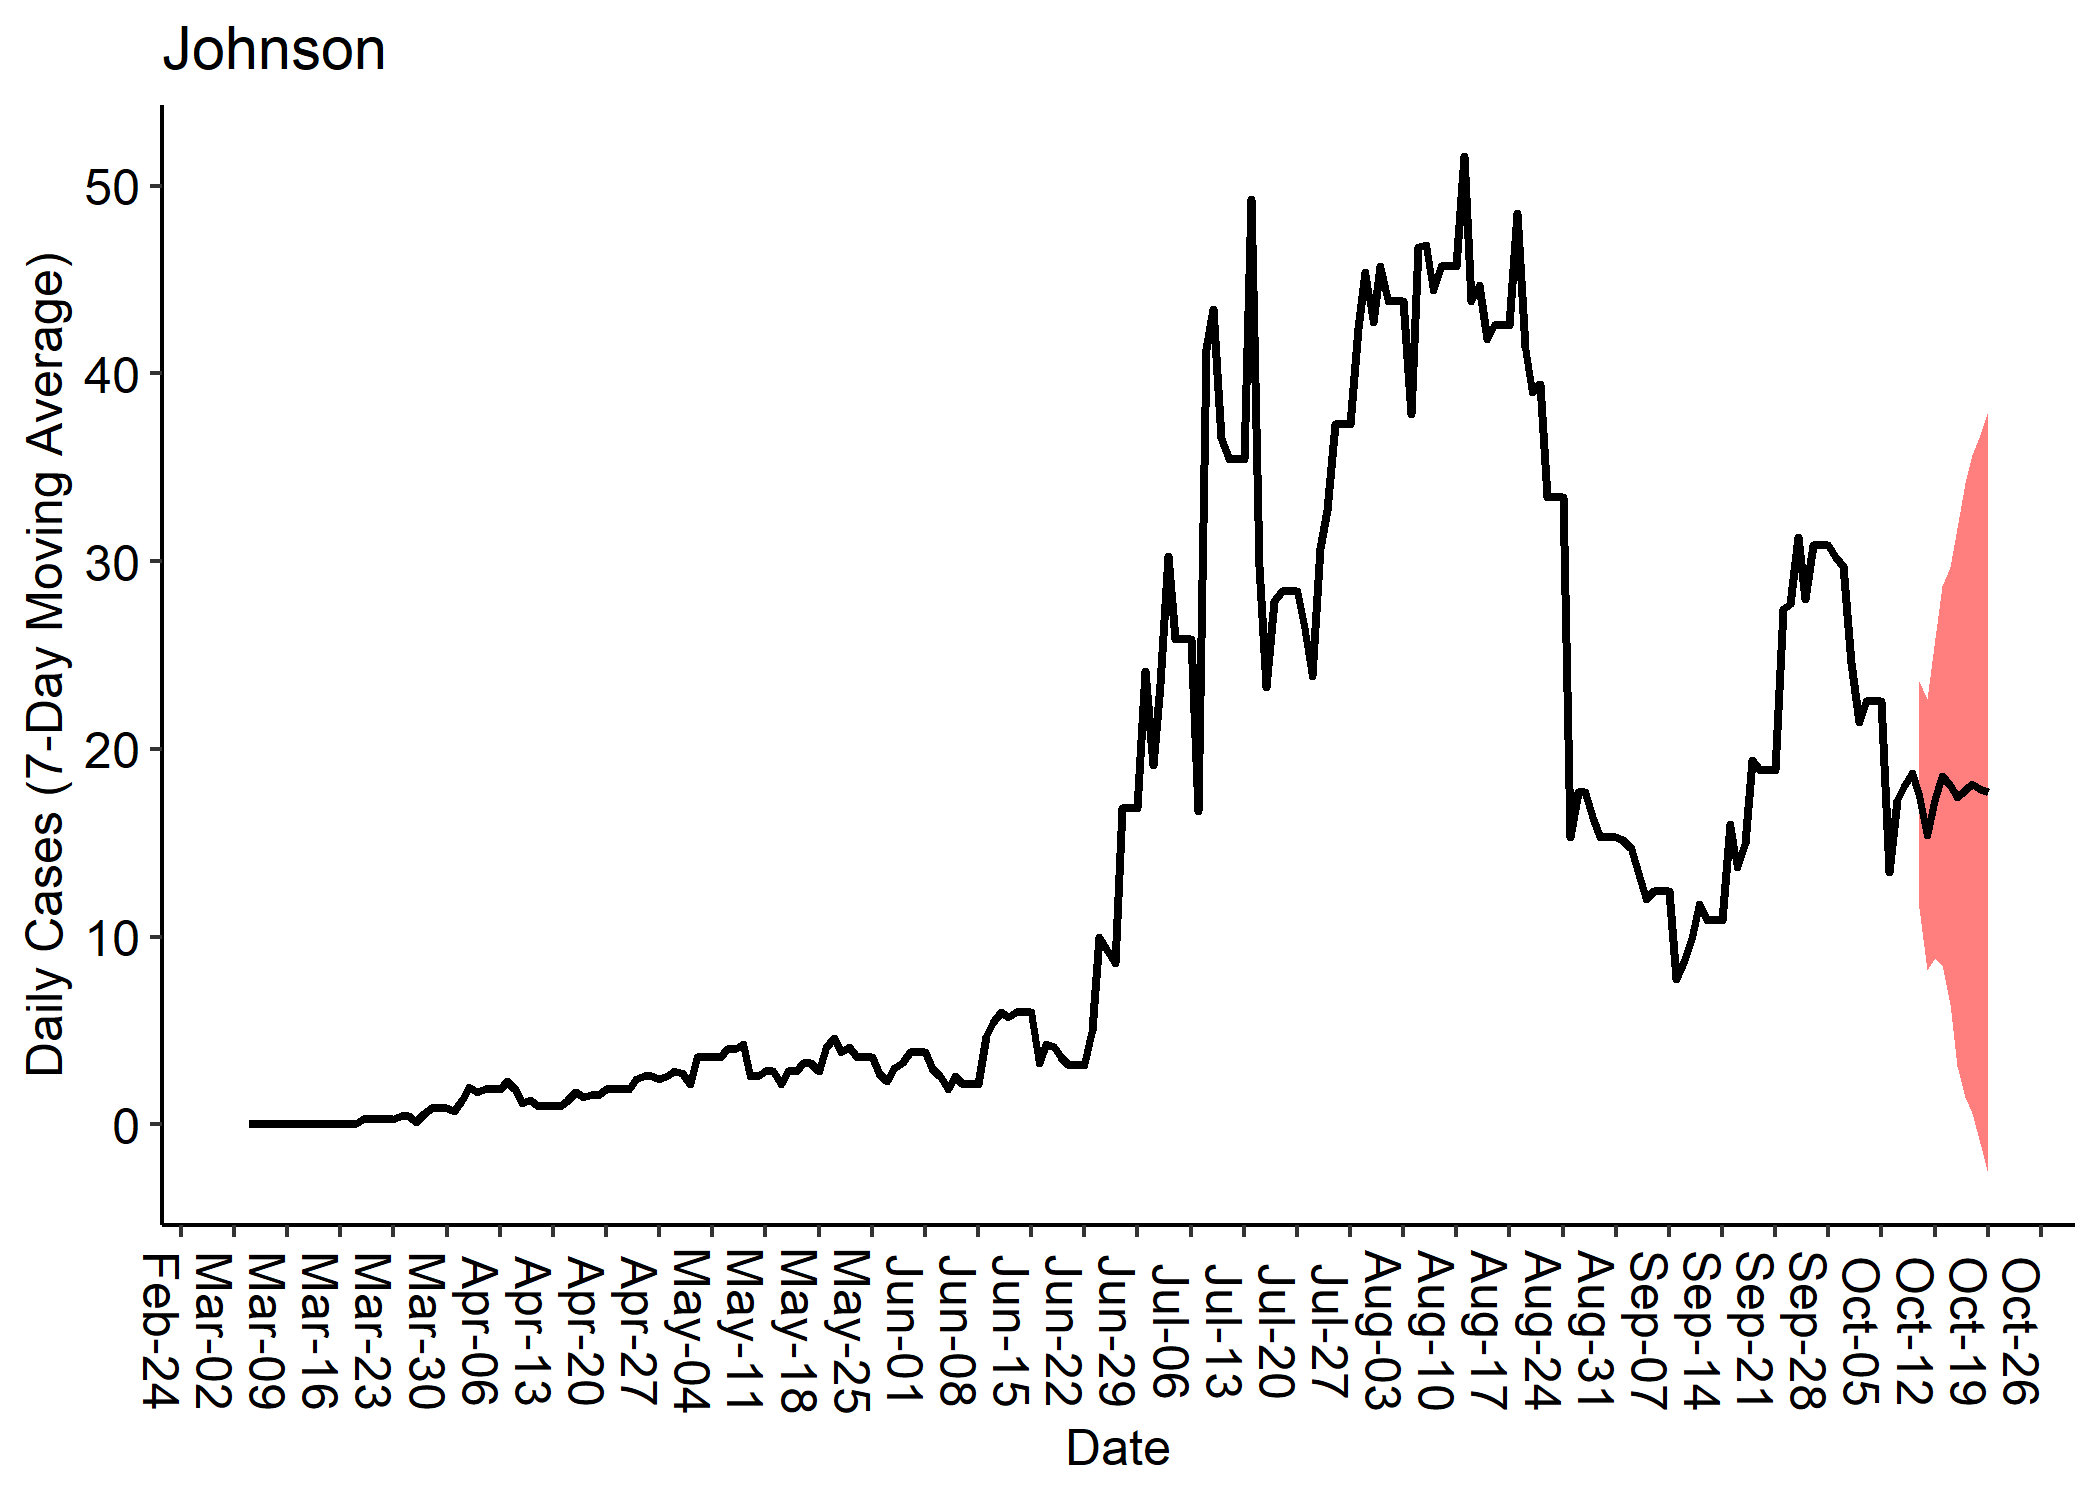 Johnson
Daily Cases (7-Day Moving Average)
50
40
30
20
10
0
Feb-24
Mar-02
Mar-09
Mar-16
Mar-23
Mar-30
Apr-06
Apr-13
Apr-20
Apr-27
May-04
May-11
May-18
May-25
Jun-01
Jun-08
Jun-15
Jun-22
Jun-29
Jul-06
Jul-13
Jul-20
Jul-27
Aug-03
Aug-10
Aug-17
Aug-24
Aug-31
Sep-07
Sep-14
Sep-21
Sep-28
Oct-05
Oct-12
Oct-19
Oct-26
Date